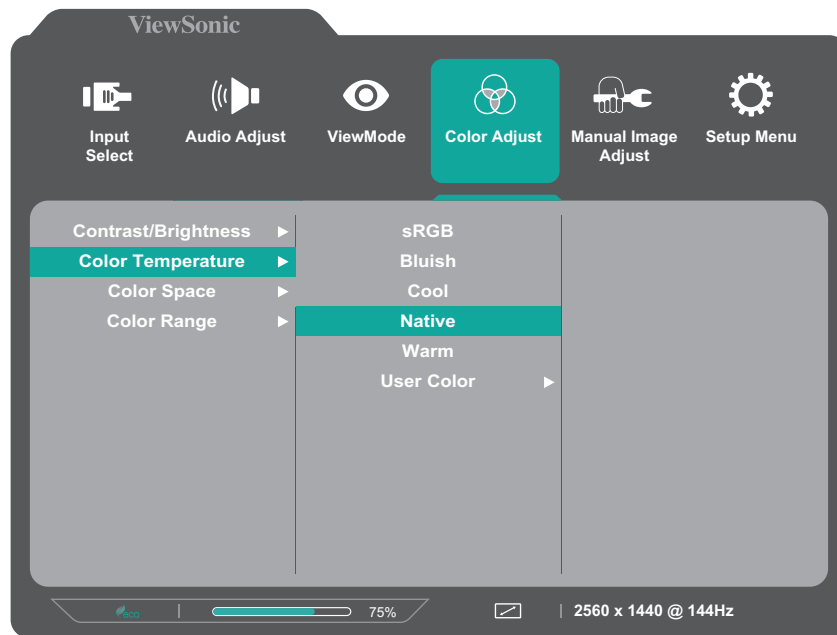 ViewSonic
Input
Select
Audio Adjust
ViewMode
Color Adjust
Manual Image
Adjust
Setup Menu
Contrast/Brightness
Color Temperature
Color Space
Color Range
sRGB
Bluish
Cool
Native
Warm
User Color
eco
75%
2560 x 1440 @ 144Hz